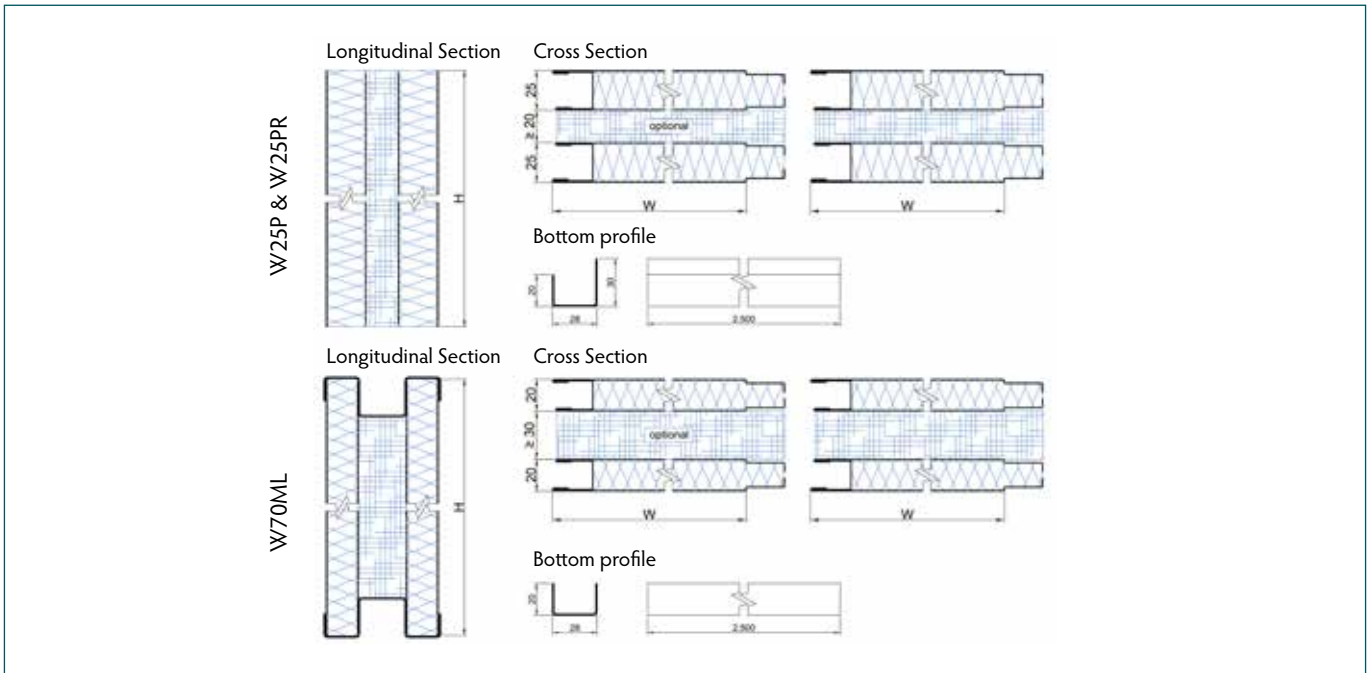 Longitudinal Section
Cross Section
W25P & W25PR
H
25
≥ 20
25
optional
W
W
Bottom profile
20
30
28
2.500
Longitudinal Section
Cross Section
W70ML
H
20
≥ 30
20
optional
W
W
Bottom profile
20
28
2.500